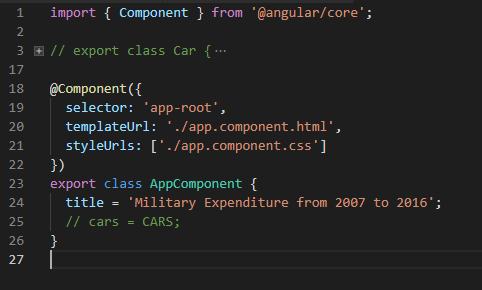 1 import { Component } from '@angular/core';
2
3 // export class Car {···
17
18 @Component({
19   selector: 'app-root',
20   templateUrl: './app.component.html',
21   styleUrls: ['./app.component.css']
22 })
23 export class AppComponent {
24   title = 'Military Expenditure from 2007 to 2016';
25   // cars = CARS;
26 }
27